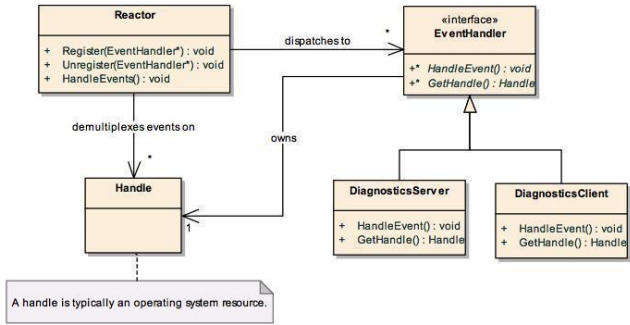 Reactor
+ Register(EventHandler*) : void
+ Unregister(EventHandler*) : void
+ HandleEvents() : void
dispatches to
*
«interface»
EventHandler
+* HandleEvent() : void
+* GetHandle() : Handle
demultiplexes events on
*
owns
1
Handle
DiagnosticsServer
+ HandleEvent() : void
+ GetHandle() : Handle
DiagnosticsClient
+ HandleEvent() : void
+ GetHandle() : Handle
A handle is typically an operating system resource.